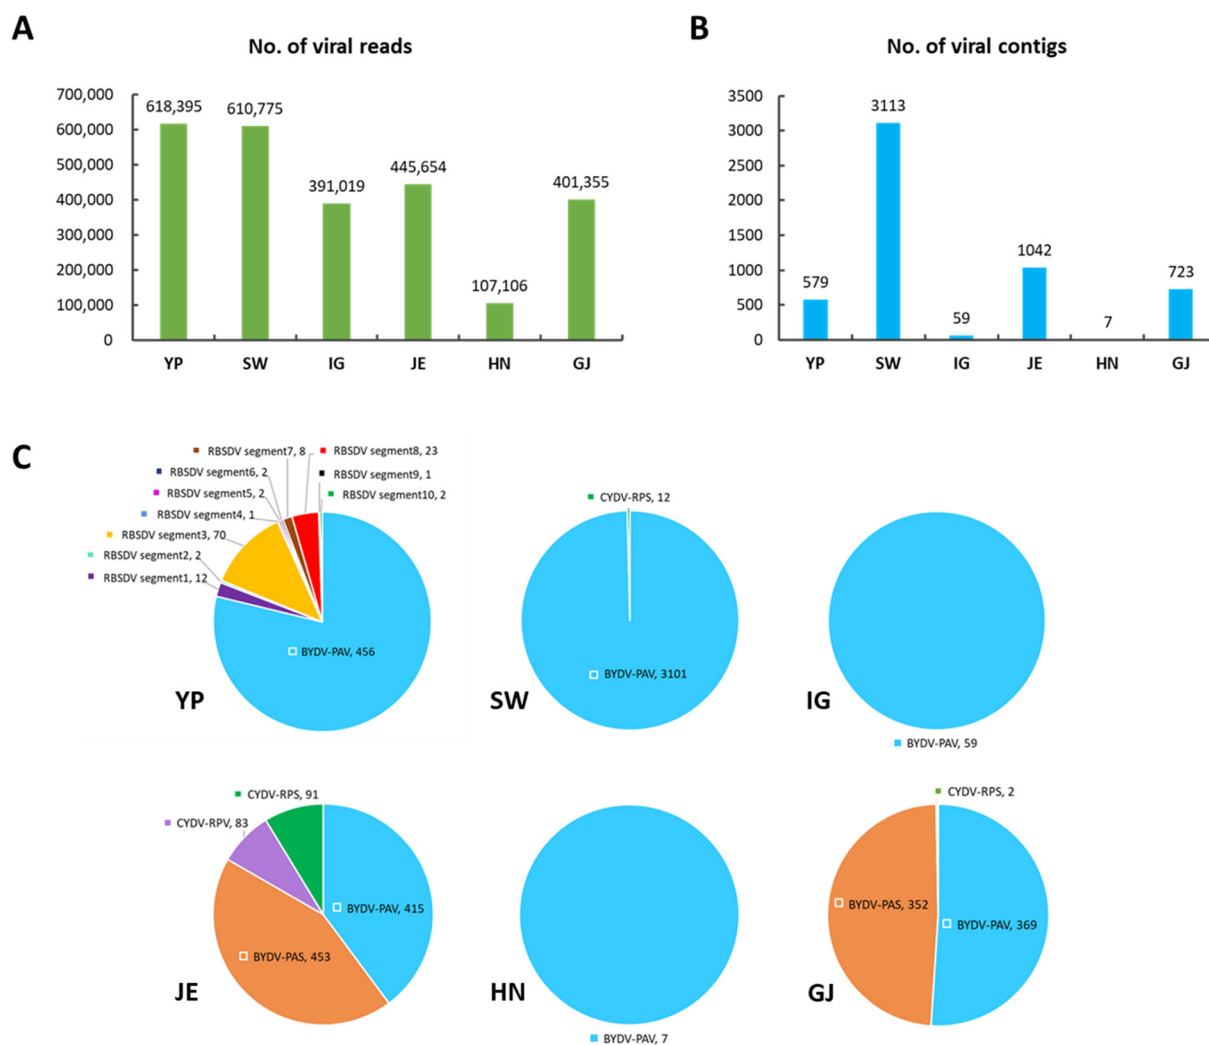 A
No. of viral reads
700,000
600,000
500,000
400,000
300,000
200,000
100,000
0
618,395
610,775
391,019
445,654
107,106
401,355
YP SW IG JE HN GJ
B
No. of viral contigs
3500
3000
2500
2000
1500
1000
500
0
579
3113
59
1042
7
723
YP SW IG JE HN GJ
C
RBSDV segment7, 8
RBSDV segment8, 23
RBSDV segment6, 2
RBSDV segment9, 1
RBSDV segment5, 2
RBSDV segment10, 2
RBSDV segment4, 1
RBSDV segment3, 70
RBSDV segment2, 2
RBSDV segment1, 12
BYDV-PAV, 456
YP
CYDV-RPS, 12
BYDV-PAV, 3101
SW
IG
BYDV-PAV, 59
CYDV-RPS, 91
CYDV-RPV, 83
BYDV-PAV, 415
BYDV-PAS, 453
JE
HN
BYDV-PAV, 7
CYDV-RPS, 2
BYDV-PAS, 352
BYDV-PAV, 369
GJ